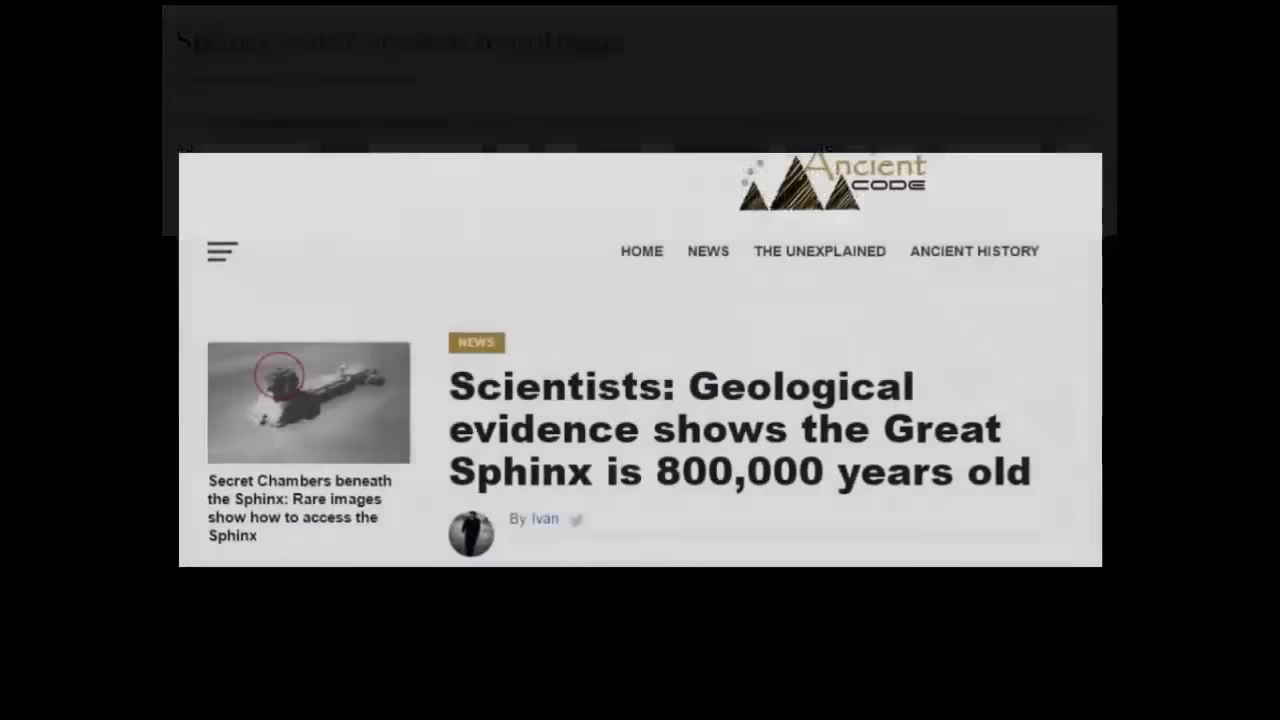 Ancient
CODE
HOME NEWS THE UNEXPLAINED ANCIENT HISTORY
NEWS
Scientists: Geological
evidence shows the Great
Sphinx is 800,000 years old
By Ivan
Secret Chambers beneath
the Sphinx: Rare images
show how to access the
Sphinx